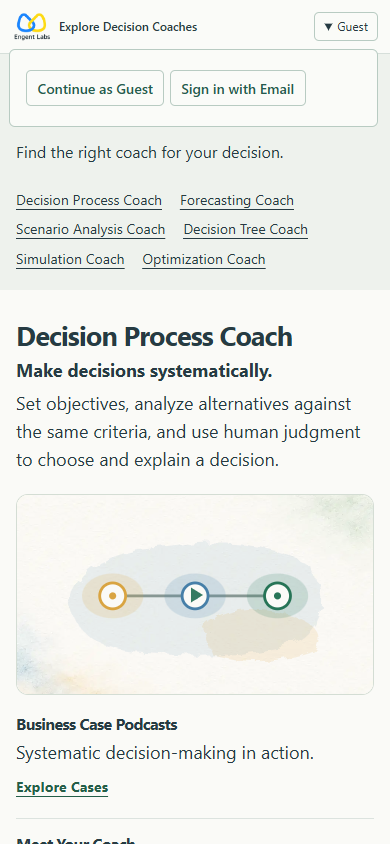 Engent Labs
Explore Decision Coaches
▼ Guest
Continue as Guest
Sign in with Email
Find the right coach for your decision.
Decision Process Coach
Forecasting Coach
Scenario Analysis Coach
Decision Tree Coach
Simulation Coach
Optimization Coach
Decision Process Coach
Make decisions systematically.
Set objectives, analyze alternatives against
the same criteria, and use human judgment
to choose and explain a decision.
Business Case Podcasts
Systematic decision-making in action.
Explore Cases
Meet Your Coach